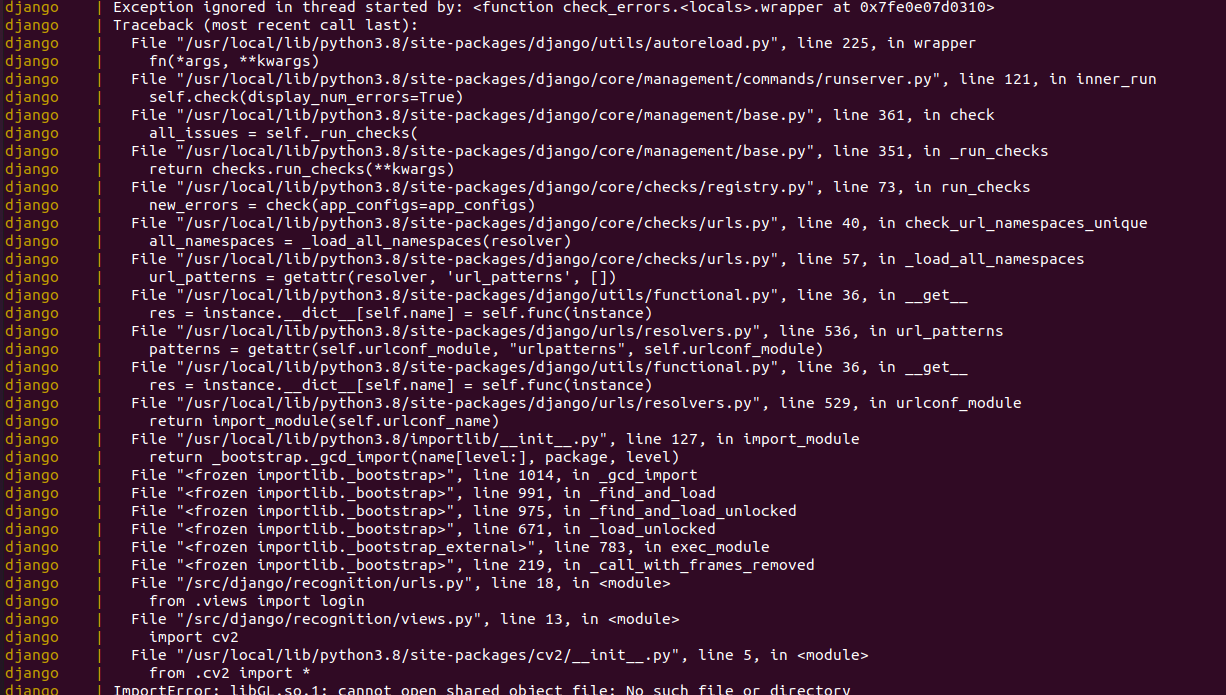 django     | Exception ignored in thread started by: <function check_errors.<locals>.wrapper at 0x7fe0e07d0310>
django     | Traceback (most recent call last):
django     |   File "/usr/local/lib/python3.8/site-packages/django/utils/autoreload.py", line 225, in wrapper
django     |     fn(*args, **kwargs)
django     |   File "/usr/local/lib/python3.8/site-packages/django/core/management/commands/runserver.py", line 121, in inner_run
django     |     self.check(display_num_errors=True)
django     |   File "/usr/local/lib/python3.8/site-packages/django/core/management/base.py", line 361, in check
django     |     all_issues = self._run_checks(
django     |   File "/usr/local/lib/python3.8/site-packages/django/core/management/base.py", line 351, in _run_checks
django     |     return checks.run_checks(**kwargs)
django     |   File "/usr/local/lib/python3.8/site-packages/django/core/checks/registry.py", line 73, in run_checks
django     |     new_errors = check(app_configs=app_configs)
django     |   File "/usr/local/lib/python3.8/site-packages/django/core/checks/urls.py", line 40, in check_url_namespaces_unique
django     |     all_namespaces = _load_all_namespaces(resolver)
django     |   File "/usr/local/lib/python3.8/site-packages/django/core/checks/urls.py", line 57, in _load_all_namespaces
django     |     url_patterns = getattr(resolver, 'url_patterns', [])
django     |   File "/usr/local/lib/python3.8/site-packages/django/utils/functional.py", line 36, in __get__
django     |     res = instance.__dict__[self.name] = self.func(instance)
django     |   File "/usr/local/lib/python3.8/site-packages/django/urls/resolvers.py", line 536, in url_patterns
django     |     patterns = getattr(self.urlconf_module, "urlpatterns", self.urlconf_module)
django     |   File "/usr/local/lib/python3.8/site-packages/django/utils/functional.py", line 36, in __get__
django     |     res = instance.__dict__[self.name] = self.func(instance)
django     |   File "/usr/local/lib/python3.8/site-packages/django/urls/resolvers.py", line 529, in urlconf_module
django     |     return import_module(self.urlconf_name)
django     |   File "/usr/local/lib/python3.8/importlib/__init__.py", line 127, in import_module
django     |     return _bootstrap._gcd_import(name[level:], package, level)
django     |   File "<frozen importlib._bootstrap>", line 1014, in _gcd_import
django     |   File "<frozen importlib._bootstrap>", line 991, in _find_and_load
django     |   File "<frozen importlib._bootstrap>", line 975, in _find_and_load_unlocked
django     |   File "<frozen importlib._bootstrap>", line 671, in _load_unlocked
django     |   File "<frozen importlib._bootstrap_external>", line 783, in exec_module
django     |   File "<frozen importlib._bootstrap>", line 219, in _call_with_frames_removed
django     |   File "/src/django/recognition/urls.py", line 18, in <module>
django     |     from .views import login
django     |   File "/src/django/recognition/views.py", line 13, in <module>
django     |     import cv2
django     |   File "/usr/local/lib/python3.8/site-packages/cv2/__init__.py", line 5, in <module>
django     |     from .cv2 import *
django     | ImportError: libGL.so.1: cannot open shared object file: No such file or directory